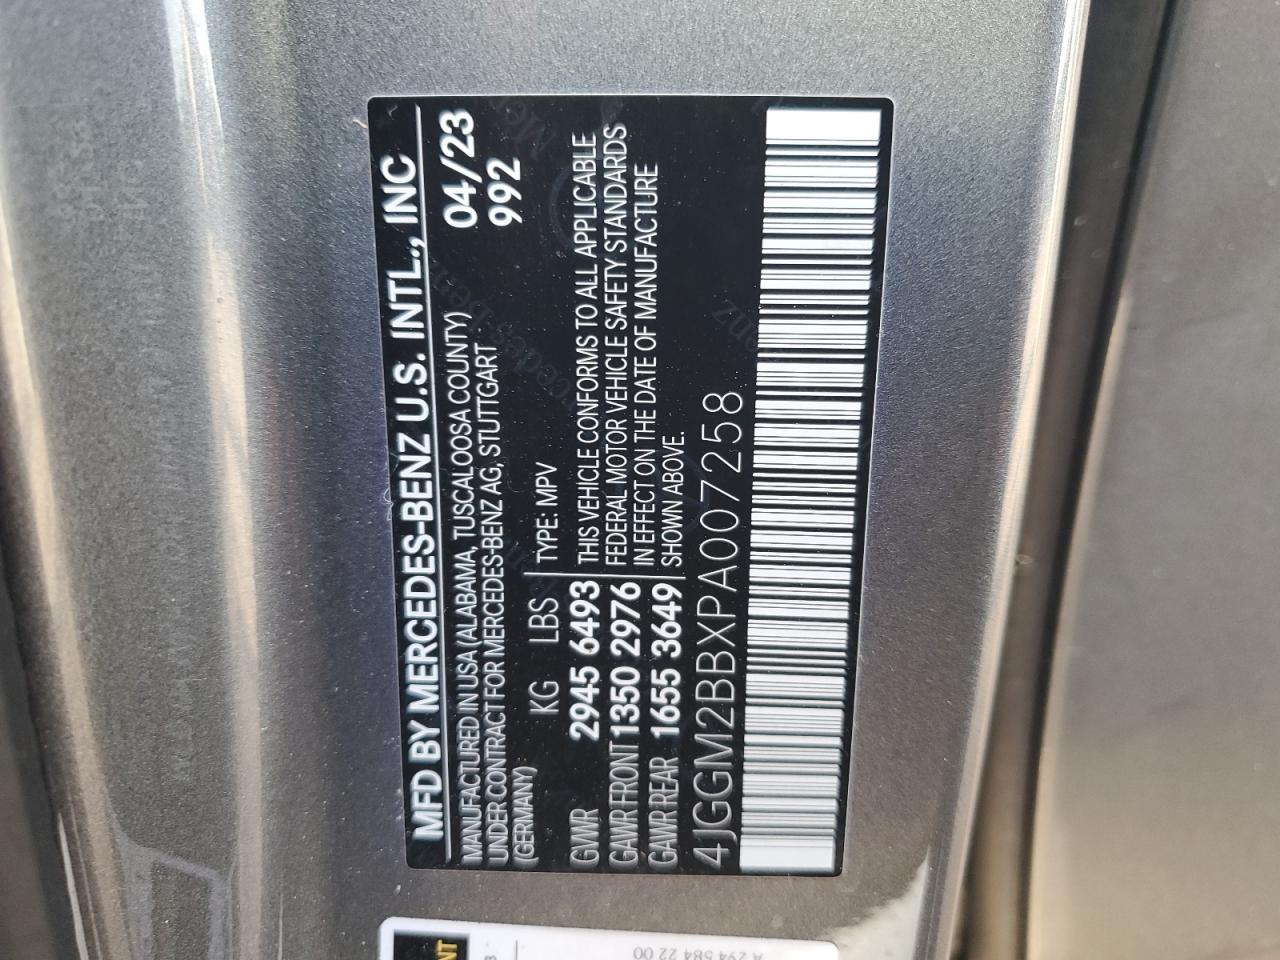 MFD BY MERCEDES-BENZ U.S. INTL., INC
MANUFACTURED IN USA (ALABAMA, TUSCALOOSA COUNTY) 04/23
UNDER CONTRACT FOR MERCEDES-BENZ AG, STUTTGART 992
(GERMANY)
KG LBS TYPE: MPV
GVWR 2945 6493 THIS VEHICLE CONFORMS TO ALL APPLICABLE
GAWR FRONT 1350 2976 FEDERAL MOTOR VEHICLE SAFETY STANDARDS
GAWR REAR 1655 3649 IN EFFECT ON THE DATE OF MANUFACTURE
SHOWN ABOVE.
4JGGM2BBXPA007258
A 294 584 22 00